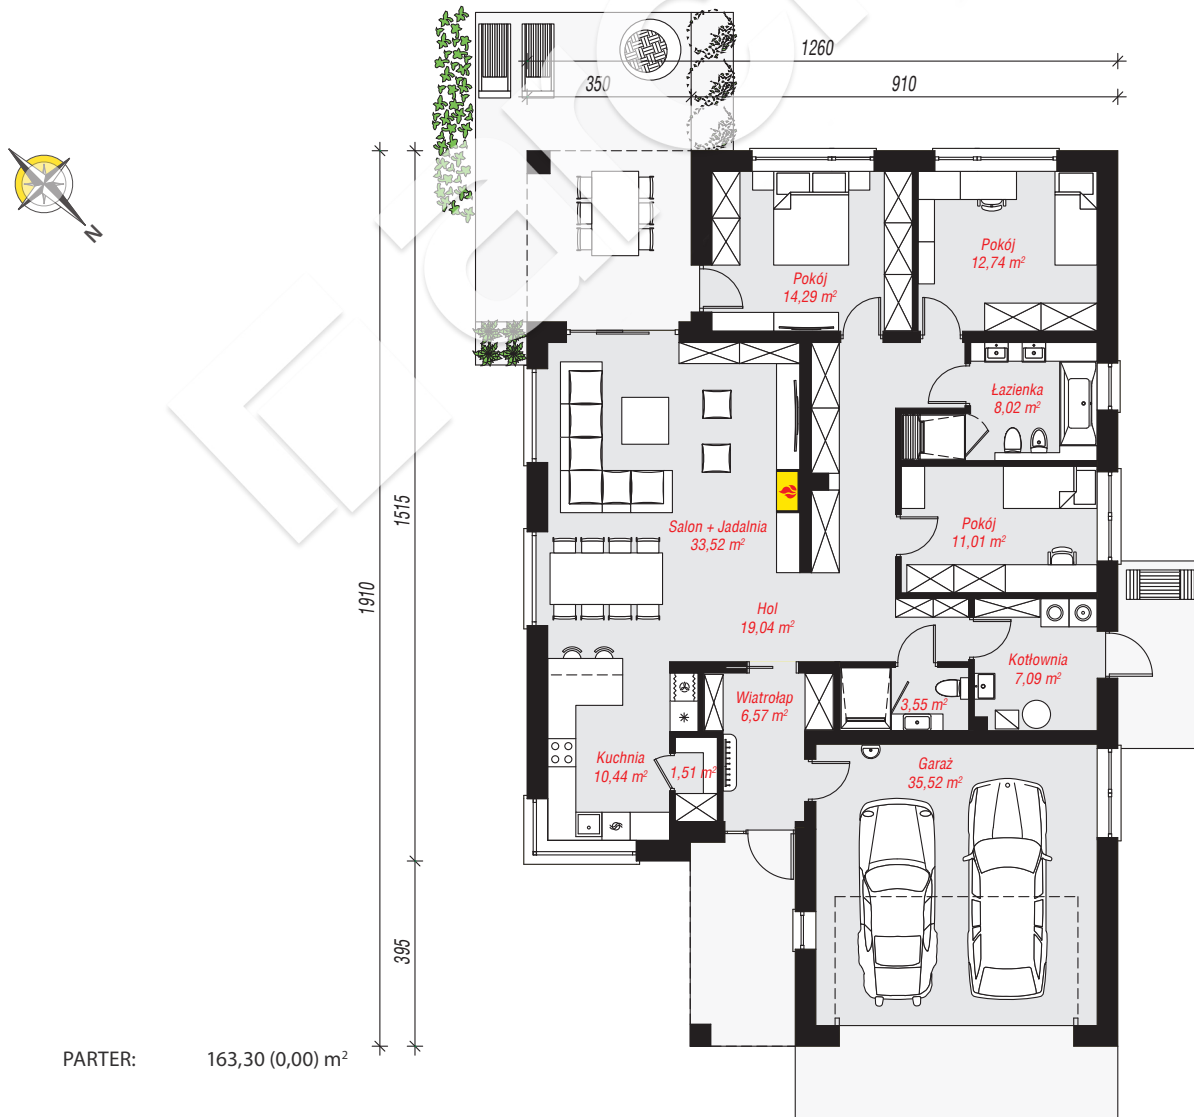 1260
350
910
N
Pokój
12,74 m²
Pokój
14,29 m²
Łazienka
8,02 m²
1515
Salon + Jadalnia
33,52 m²
Pokój
11,01 m²
1910
Hol
19,04 m²
Kotłownia
7,09 m²
Wiatrołap
6,57 m²
3,55 m²
Kuchnia
10,44 m²
1,51 m²
Garaż
35,52 m²
395
PARTER: 163,30 (0,00) m²